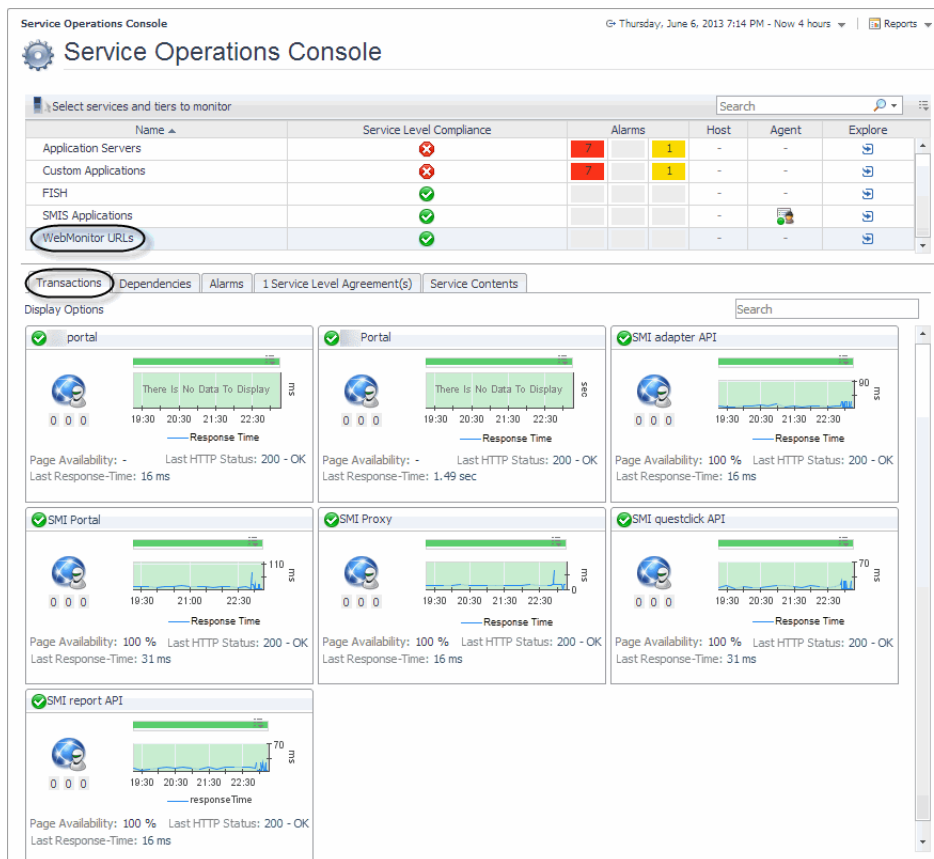 Service Operations Console
Thursday, June 6, 2013 7:14 PM - Now 4 hours Reports
Service Operations Console
Select services and tiers to monitor Search
Name Service Level Compliance Alarms Host Agent Explore
Application Servers 7 1 - -
Custom Applications 7 1 - -
FISH - -
SMIS Applications -
WebMonitor URLs - -
Transactions Dependencies Alarms 1 Service Level Agreement(s) Service Contents
Display Options Search
portal
There Is No Data To Display ms
0 0 0
19:30 20:30 21:30 22:30
Response Time
Page Availability: - Last HTTP Status: 200 - OK
Last Response-Time: 16 ms
Portal
There Is No Data To Display sec
0 0 0
19:30 20:30 21:30 22:30
Response Time
Page Availability: - Last HTTP Status: 200 - OK
Last Response-Time: 1.49 sec
SMI adapter API
90 ms
0 0 0
19:30 20:30 21:30 22:30
Response Time
Page Availability: 100 % Last HTTP Status: 200 - OK
Last Response-Time: 16 ms
SMI Portal
110 ms
0 0 0
19:30 21:00 22:30
Response Time
Page Availability: 100 % Last HTTP Status: 200 - OK
Last Response-Time: 31 ms
SMI Proxy
ms
0
0 0 0
19:30 20:30 21:30 22:30
Response Time
Page Availability: 100 % Last HTTP Status: 200 - OK
Last Response-Time: 16 ms
SMI questclick API
70 ms
0 0 0
19:30 20:30 21:30 22:30
Response Time
Page Availability: 100 % Last HTTP Status: 200 - OK
Last Response-Time: 31 ms
SMI report API
70 ms
0 0 0
19:30 20:30 21:30 22:30
responseTime
Page Availability: 100 % Last HTTP Status: 200 - OK
Last Response-Time: 16 ms